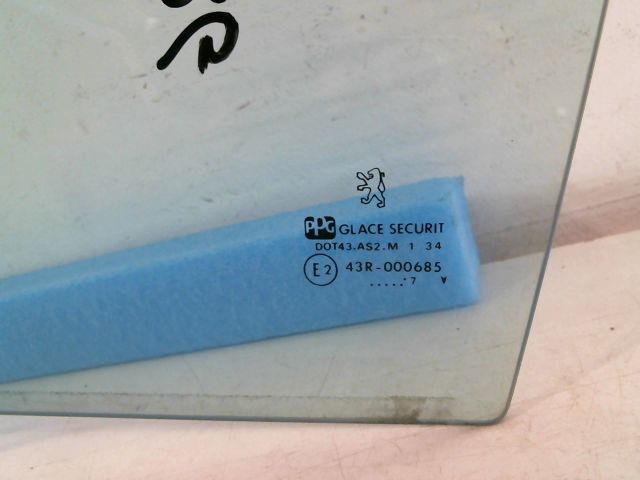 PPG GLACE SECURIT
DOT43.AS2.M 1 34
E2 43R-000685
.....:7 v